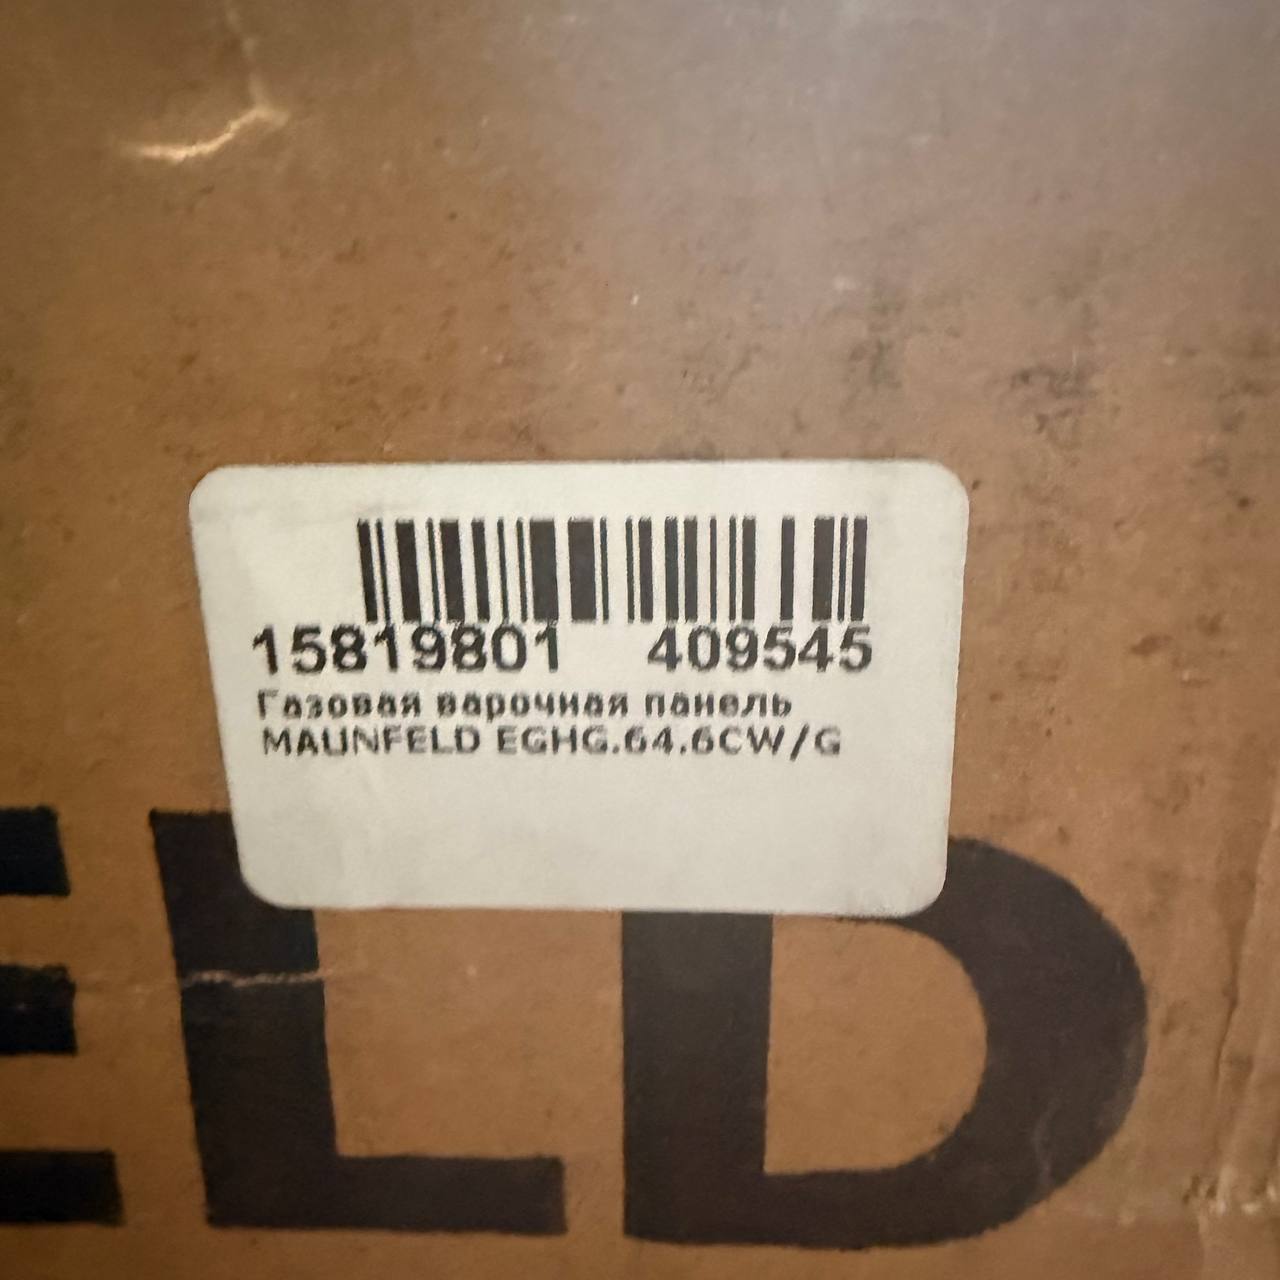 15819801 409545
Газовая варочная панель
MAUNFELD EGHG.64.6CW/G
ELD